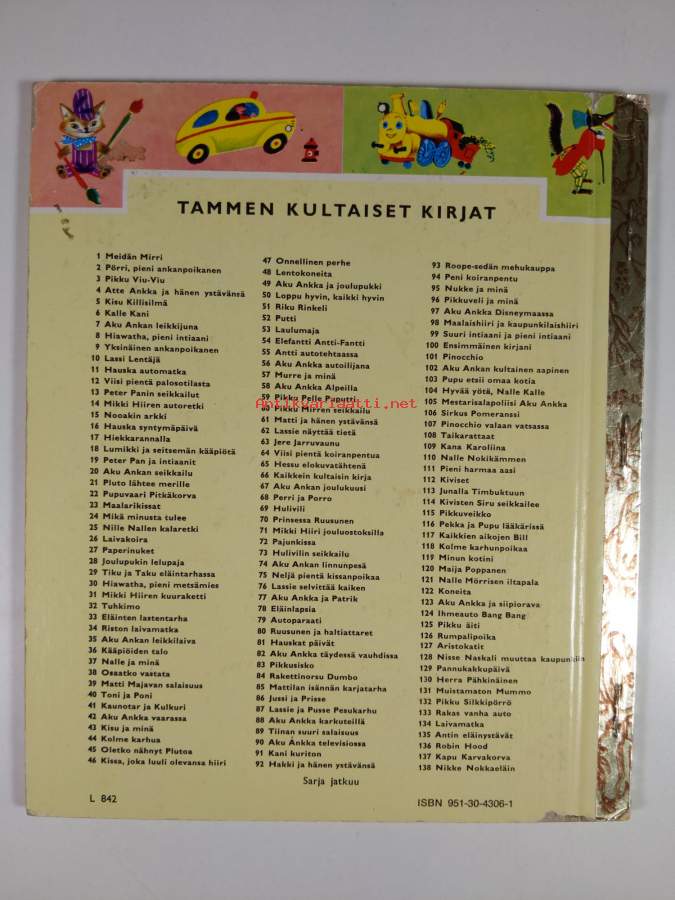 TAMMEN KULTAISET KIRJAT
1 Meidän Mirri
2 Pörri, pieni ankanpoikanen
3 Pikku Viu-Viu
4 Atte Ankka ja hänen ystävänsä
5 Kisu Killisilmä
6 Kalle Kani
7 Aku Ankan leikkijuna
8 Hiawatha, pieni intiaani
9 Yksinäinen ankanpoikanen
10 Lassi Lentäjä
11 Hauska automatka
12 Viisi pientä palosotilasta
13 Peter Panin seikkailut
14 Mikki Hiiren autoretki
15 Nooakin arkki
16 Hauska syntymäpäivä
17 Hiekkarannalla
18 Lumikki ja seitsemän kääpiötä
19 Peter Pan ja intiaanit
20 Aku Ankan seikkailu
21 Pluto lähtee merille
22 Pupuvaari Pitkäkorva
23 Maalarikissat
24 Mikä minusta tulee
25 Nille Nallen kalaretki
26 Laivakoira
27 Paperinuket
28 Joulupukin lelupaja
29 Tiku ja Taku eläintarhassa
30 Hiawatha, pieni metsämies
31 Mikki Hiiren kuuraketti
32 Tuhkimo
33 Eläinten lastentarha
34 Riston laivamatka
35 Aku Ankan leikkilaiva
36 Kääpiöiden talo
37 Nalle ja minä
38 Osaatko vastata
39 Matti Majavan salaisuus
40 Toni ja Poni
41 Kaunotar ja Kulkuri
42 Aku Ankka vaarassa
43 Kisu ja minä
44 Kolme karhua
45 Oletko nähnyt Plutoa
46 Kissa, joka luuli olevansa hiiri
47 Onnellinen perhe
48 Lentokoneita
49 Aku Ankka ja joulupukki
50 Loppu hyvin, kaikki hyvin
51 Riku Rinkeli
52 Putti
53 Laulumaja
54 Elefantti Antti-Fantti
55 Antti autotehtaassa
56 Aku Ankka autoilijana
57 Murre ja minä
58 Aku Ankka Alpeilla
59 Pikku Pelle Puputti
60 Pikku Mirren seikkailu
61 Matti ja hänen ystävänsä
62 Lassie näyttää tietä
63 Jere Jarruvaunu
64 Viisi pientä koiranpentua
65 Hessu elokuvatähtenä
66 Kaikkein kultaisin kirja
67 Aku Ankan joulukuusi
68 Perri ja Porro
69 Hulivili
70 Prinsessa Ruusunen
71 Mikki Hiiri jouluostoksilla
72 Pajunkissa
73 Hulivilin seikkailu
74 Aku Ankan linnunpesä
75 Neljä pientä kissanpoikaa
76 Lassie selvittää kaiken
77 Aku Ankka ja Patrik
78 Eläinlapsia
79 Autoparaati
80 Ruusunen ja haltiattaret
81 Hauskat päivät
82 Aku Ankka täydessä vauhdissa
83 Pikkusisko
84 Rakettinorsu Dumbo
85 Mattilan isännän karjatarha
86 Jussi ja Prisse
87 Lassie ja Pusse Pesukarhu
88 Aku Ankka karkuteillä
89 Tiinan suuri salaisuus
90 Aku Ankka televisiossa
91 Kani kuriton
92 Hakki ja hänen ystävänsä
93 Roope-sedän mehukauppa
94 Peni koiranpentu
95 Nukke ja minä
96 Pikkuveli ja minä
97 Aku Ankka Disneymaassa
98 Maalaishiiri ja kaupunkilaishiiri
99 Suuri intiaani ja pieni intiaani
100 Ensimmäinen kirjani
101 Pinocchio
102 Aku Ankan kultainen aapinen
103 Pupu etsii omaa kotia
104 Hyvää yötä, Nalle Kalle
105 Mestarisalapoliisi Aku Ankka
106 Sirkus Pomeranssi
107 Pinocchio valaan vatsassa
108 Taikarattaat
109 Kana Karoliina
110 Nalle Nokikämmen
111 Pieni harmaa aasi
112 Kiviset
113 Junalla Timbuktuun
114 Kivisten Siru seikkailee
115 Pikkuveikko
116 Pekka ja Pupu lääkärissä
117 Kaikkien aikojen Bill
118 Kolme karhunpoikaa
119 Minun kotini
120 Maija Poppanen
121 Nalle Mörrisen iltapala
122 Koneita
123 Aku Ankka ja siipiorava
124 Ihmeauto Bang Bang
125 Pikku äiti
126 Rumpalipoika
127 Aristokatit
128 Nisse Naskali muuttaa kaupunkiin
129 Pannukakkupäivä
130 Herra Pähkinäinen
131 Muistamaton Mummo
132 Pikku Silkkipörrö
133 Rakas vanha auto
134 Laivamatka
135 Antin eläinystävät
136 Robin Hood
137 Kapu Karvakorva
138 Nikke Nokkaeläin
Sarja jatkuu
L 842
ISBN 951-30-4306-1
Antikvariaatti.net